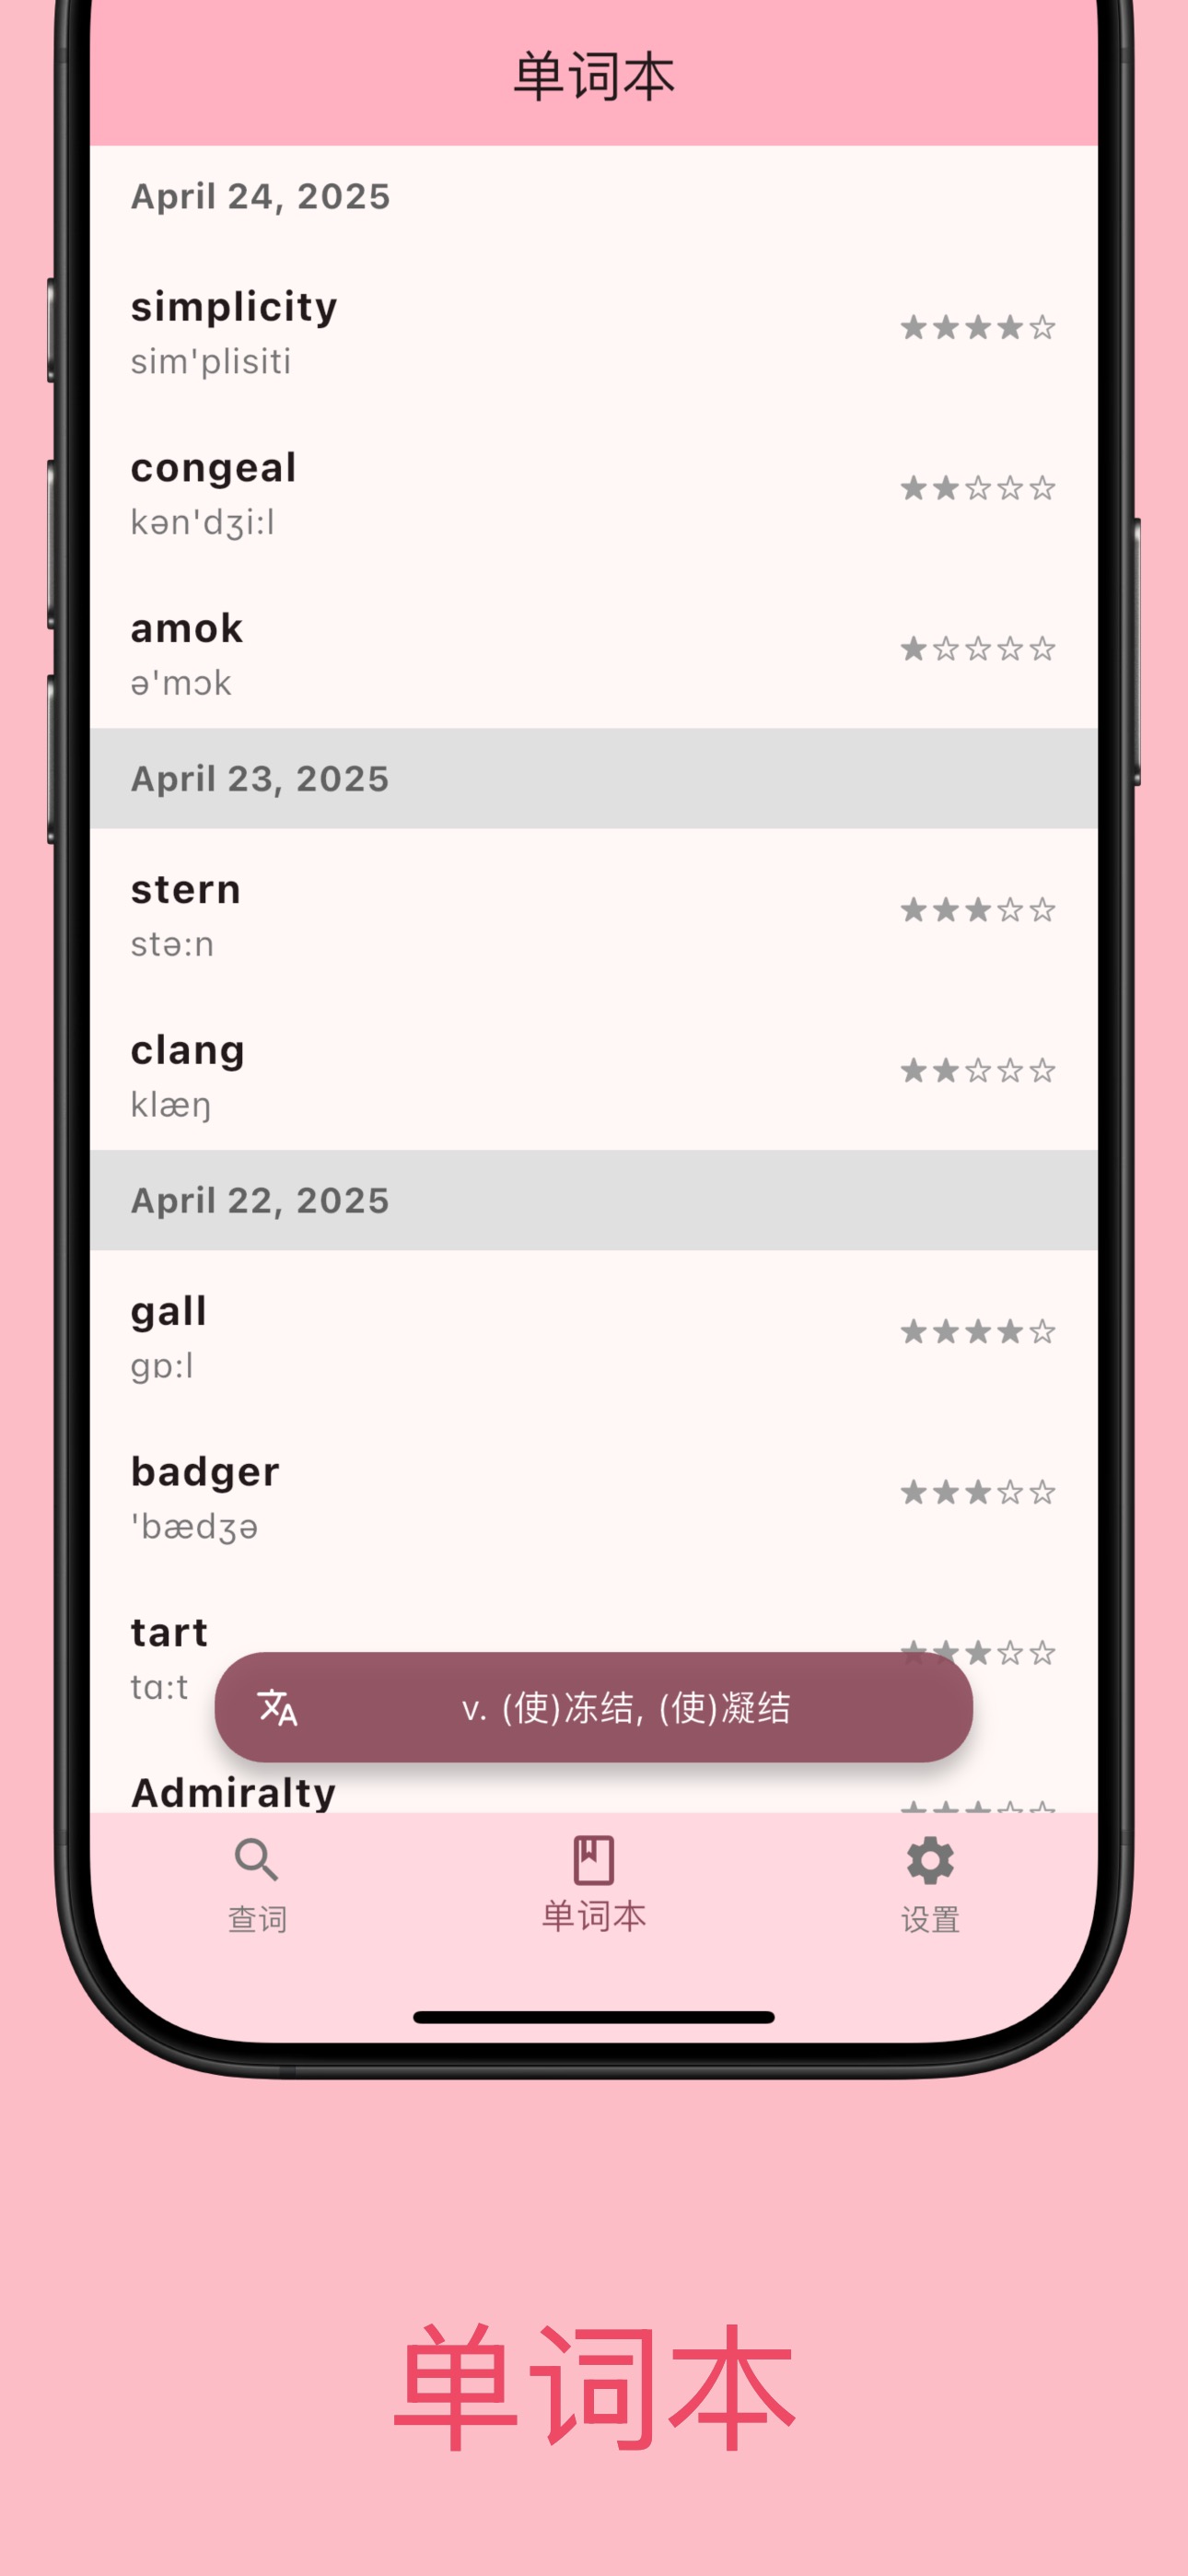 单词本
April 24, 2025
simplicity
sim'plisiti
congeal
kən'dʒi:l
amok
ə'mɔk
April 23, 2025
stern
stə:n
clang
klæŋ
April 22, 2025
gall
gɒ:l
badger
'bædʒə
tart
tɑ:t
v. (使)冻结, (使)凝结
Admiralty
查词
单词本
设置
单词本